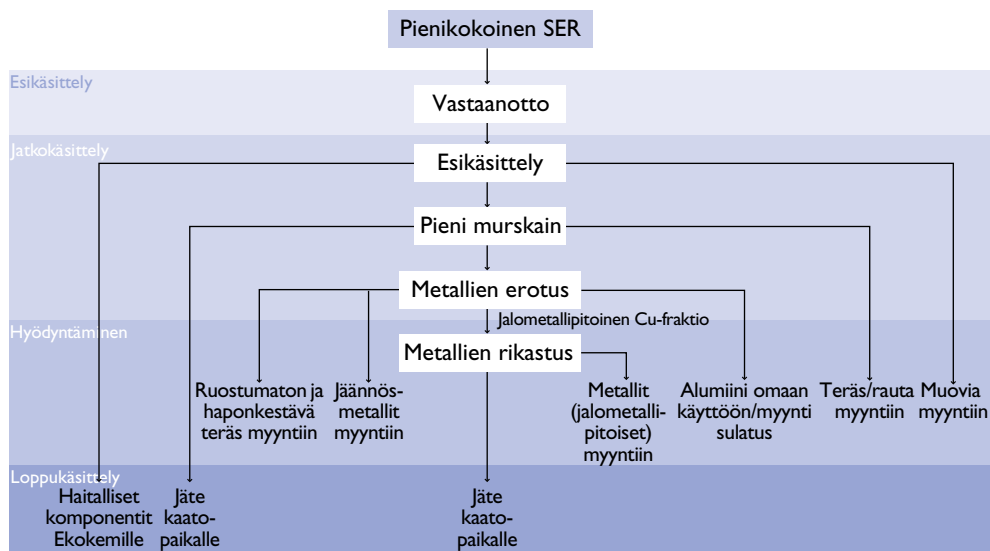 Pienikokoinen SER
Esikäsittely
Vastaanotto
Jatkokäsittely
Esikäsittely
Pieni murskain
Metallien erotus
Jalometallipitoinen Cu-fraktio
Hyödyntäminen
Metallien rikastus
Ruostumaton ja
haponkestävä
teräs myyntiin
Jäännös-
metallit
myyntiin
Metallit
(jalometalli-
pitoiset)
myyntiin
Alumiini omaan
käyttöön/myynti
sulatus
Teräs/rauta
myyntiin
Muovia
myyntiin
Loppukäsittely
Haitalliset
komponentit
Ekokemille
Jäte
kaato-
paikalle
Jäte
kaato-
paikalle